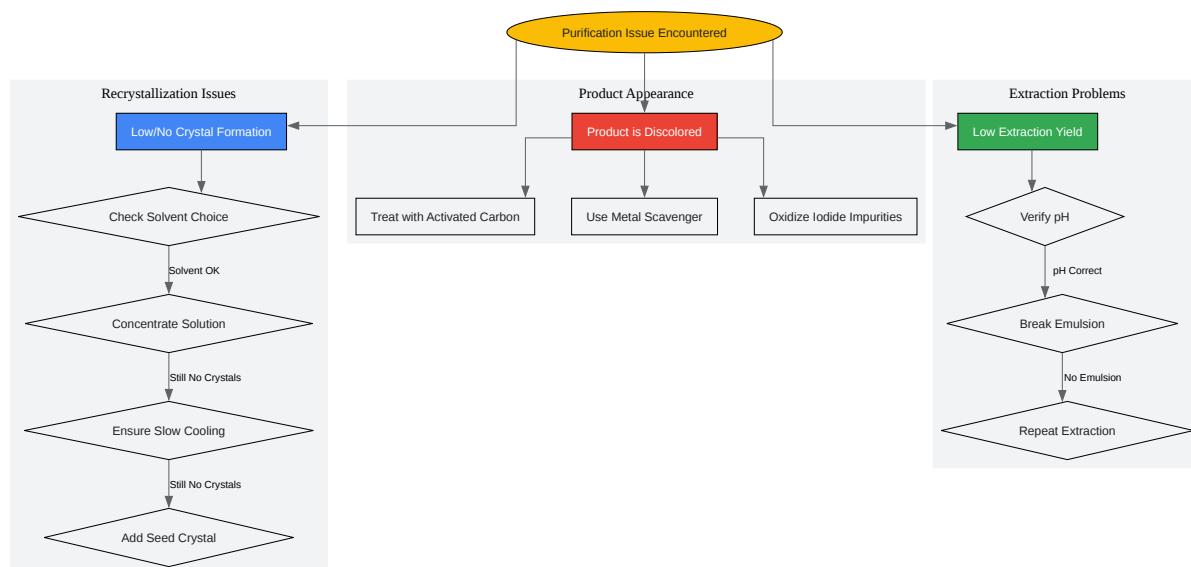 Purification Issue Encountered
Recrystallization Issues
Low/No Crystal Formation
Check Solvent Choice
Solvent OK
Concentrate Solution
Still No Crystals
Ensure Slow Cooling
Still No Crystals
Add Seed Crystal
Product Appearance
Product is Discolored
Treat with Activated Carbon
Use Metal Scavenger
Oxidize Iodide Impurities
Extraction Problems
Low Extraction Yield
Verify pH
pH Correct
Break Emulsion
No Emulsion
Repeat Extraction